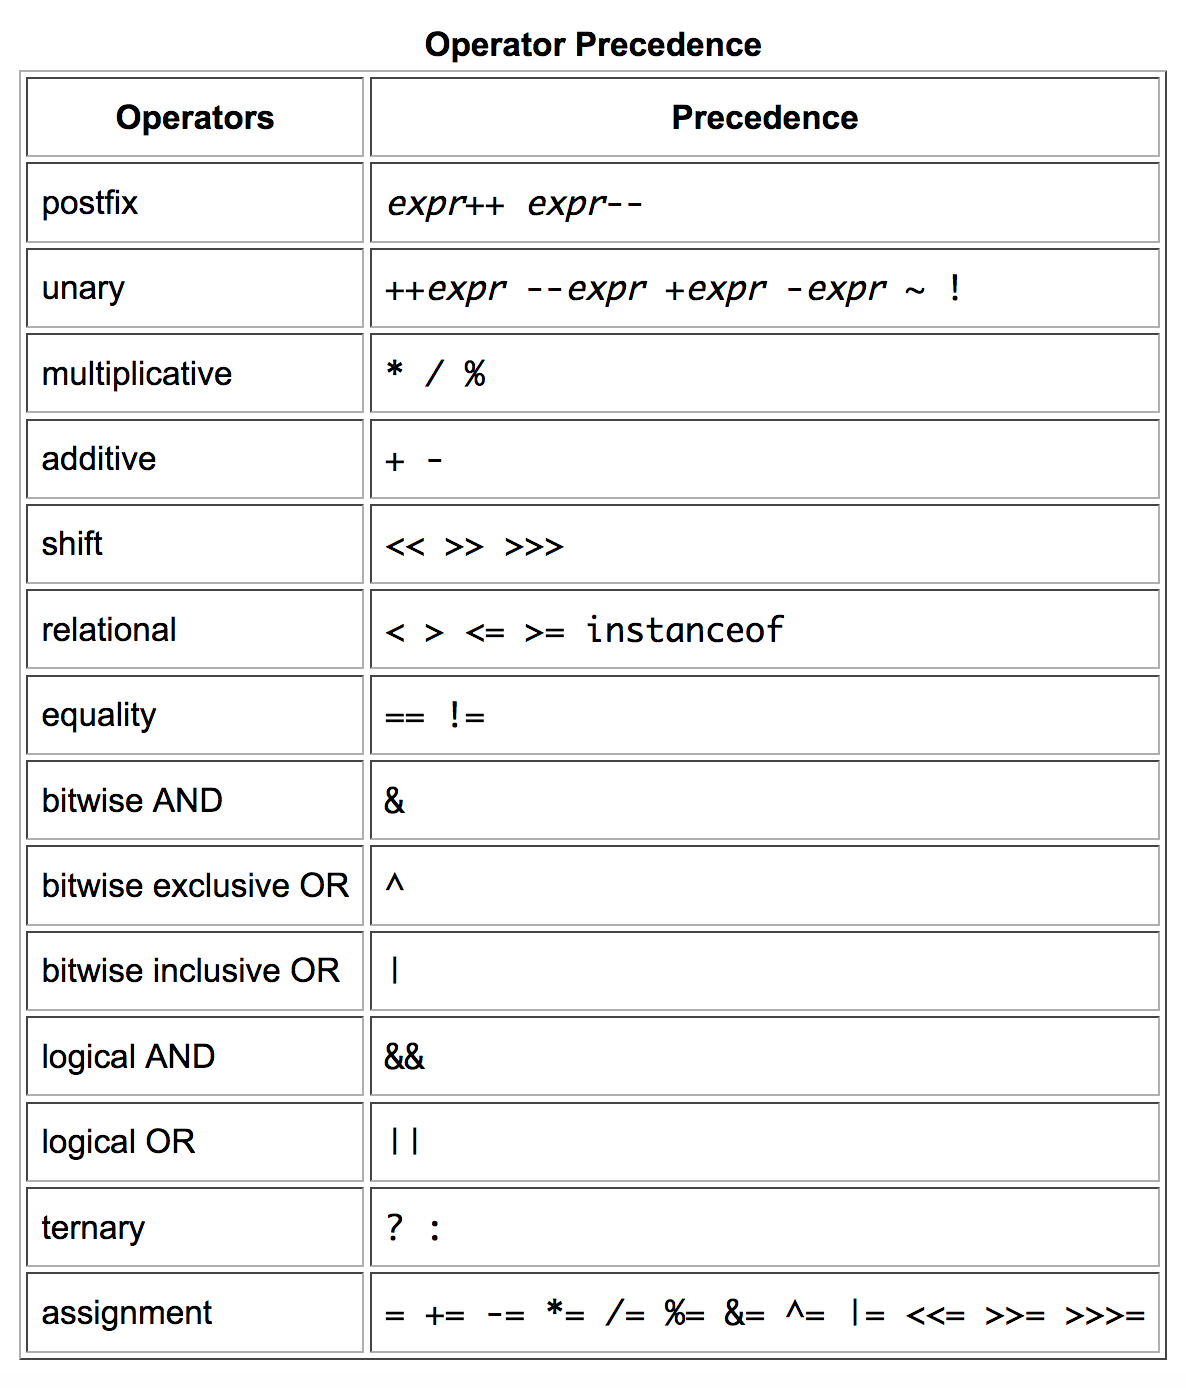 Operator Precedence
Operators Precedence
postfix expr++ expr--
unary ++expr --expr +expr -expr ~ !
multiplicative * / %
additive + -
shift << >> >>>
relational < > <= >= instanceof
equality == !=
bitwise AND &
bitwise exclusive OR ^
bitwise inclusive OR |
logical AND &&
logical OR ||
ternary ? :
assignment = += -= *= /= %= &= ^= |= <<= >>= >>>=